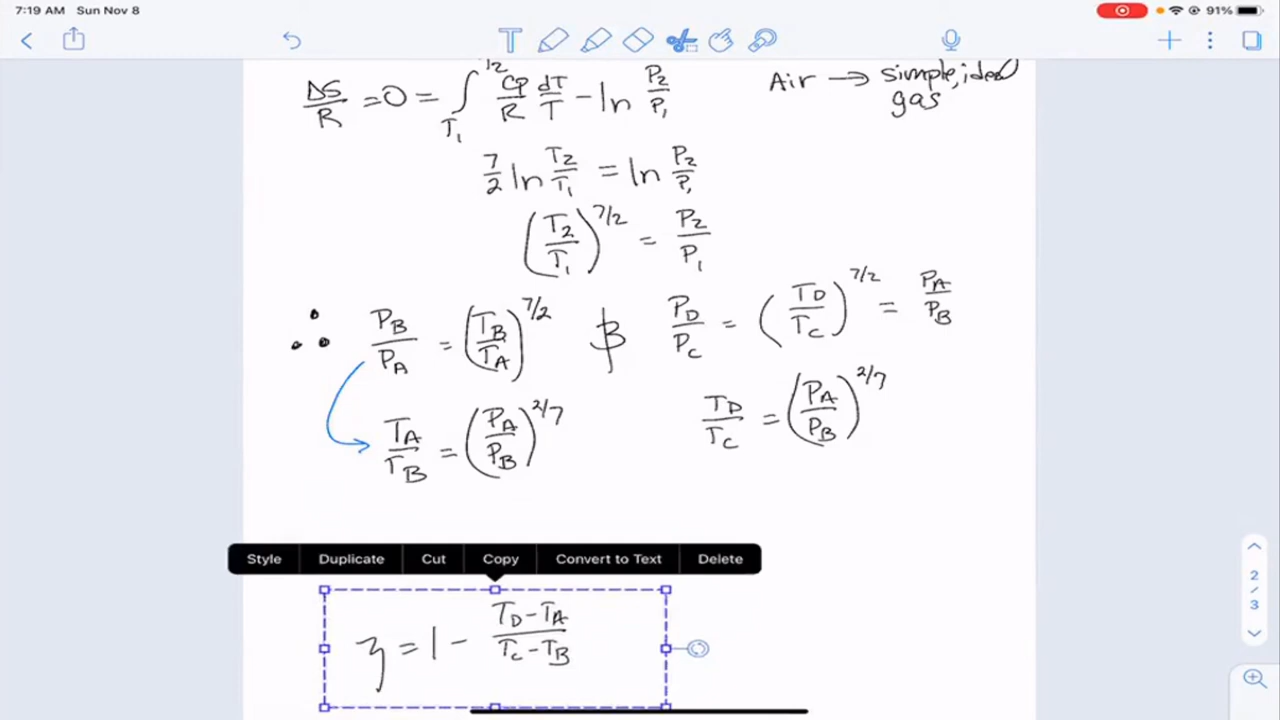 7:19 AM Sun Nov 8 91%
ΔS/R = 0 = ∫_{T1}^{T2} Cp/R dT/T - ln P2/P1
Air → simple, ideal
gas
7/2 ln T2/T1 = ln P2/P1
(T2/T1)^{7/2} = P2/P1
∴ PB/PA = (TB/TA)^{7/2} & PD/PC = (TD/TC)^{7/2} = PA/PB
TA/TB = (PA/PB)^{2/7} TD/TC = (PA/PB)^{2/7}
Style Duplicate Cut Copy Convert to Text Delete
η = 1 - (TD - TA)/(TC - TB)
2
/
3